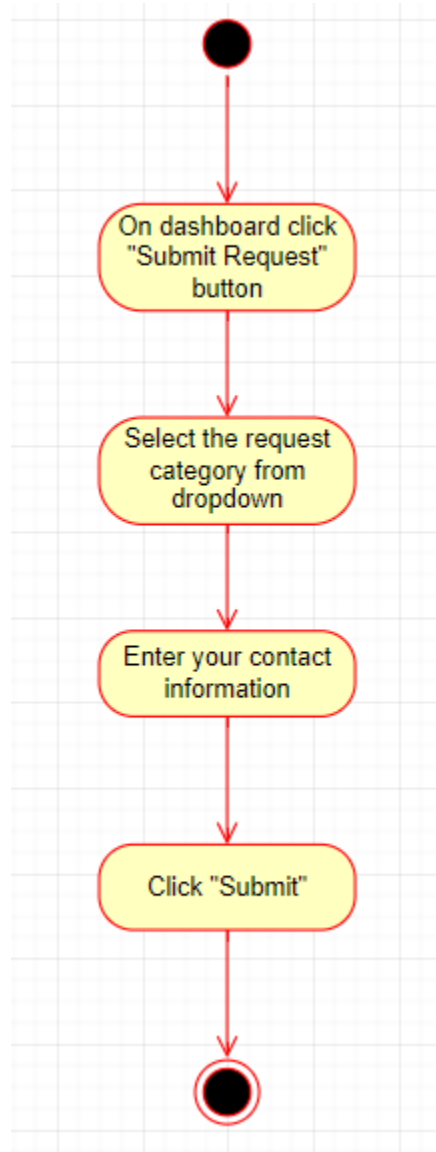 On dashboard click
"Submit Request"
button
Select the request
category from
dropdown
Enter your contact
information
Click "Submit"